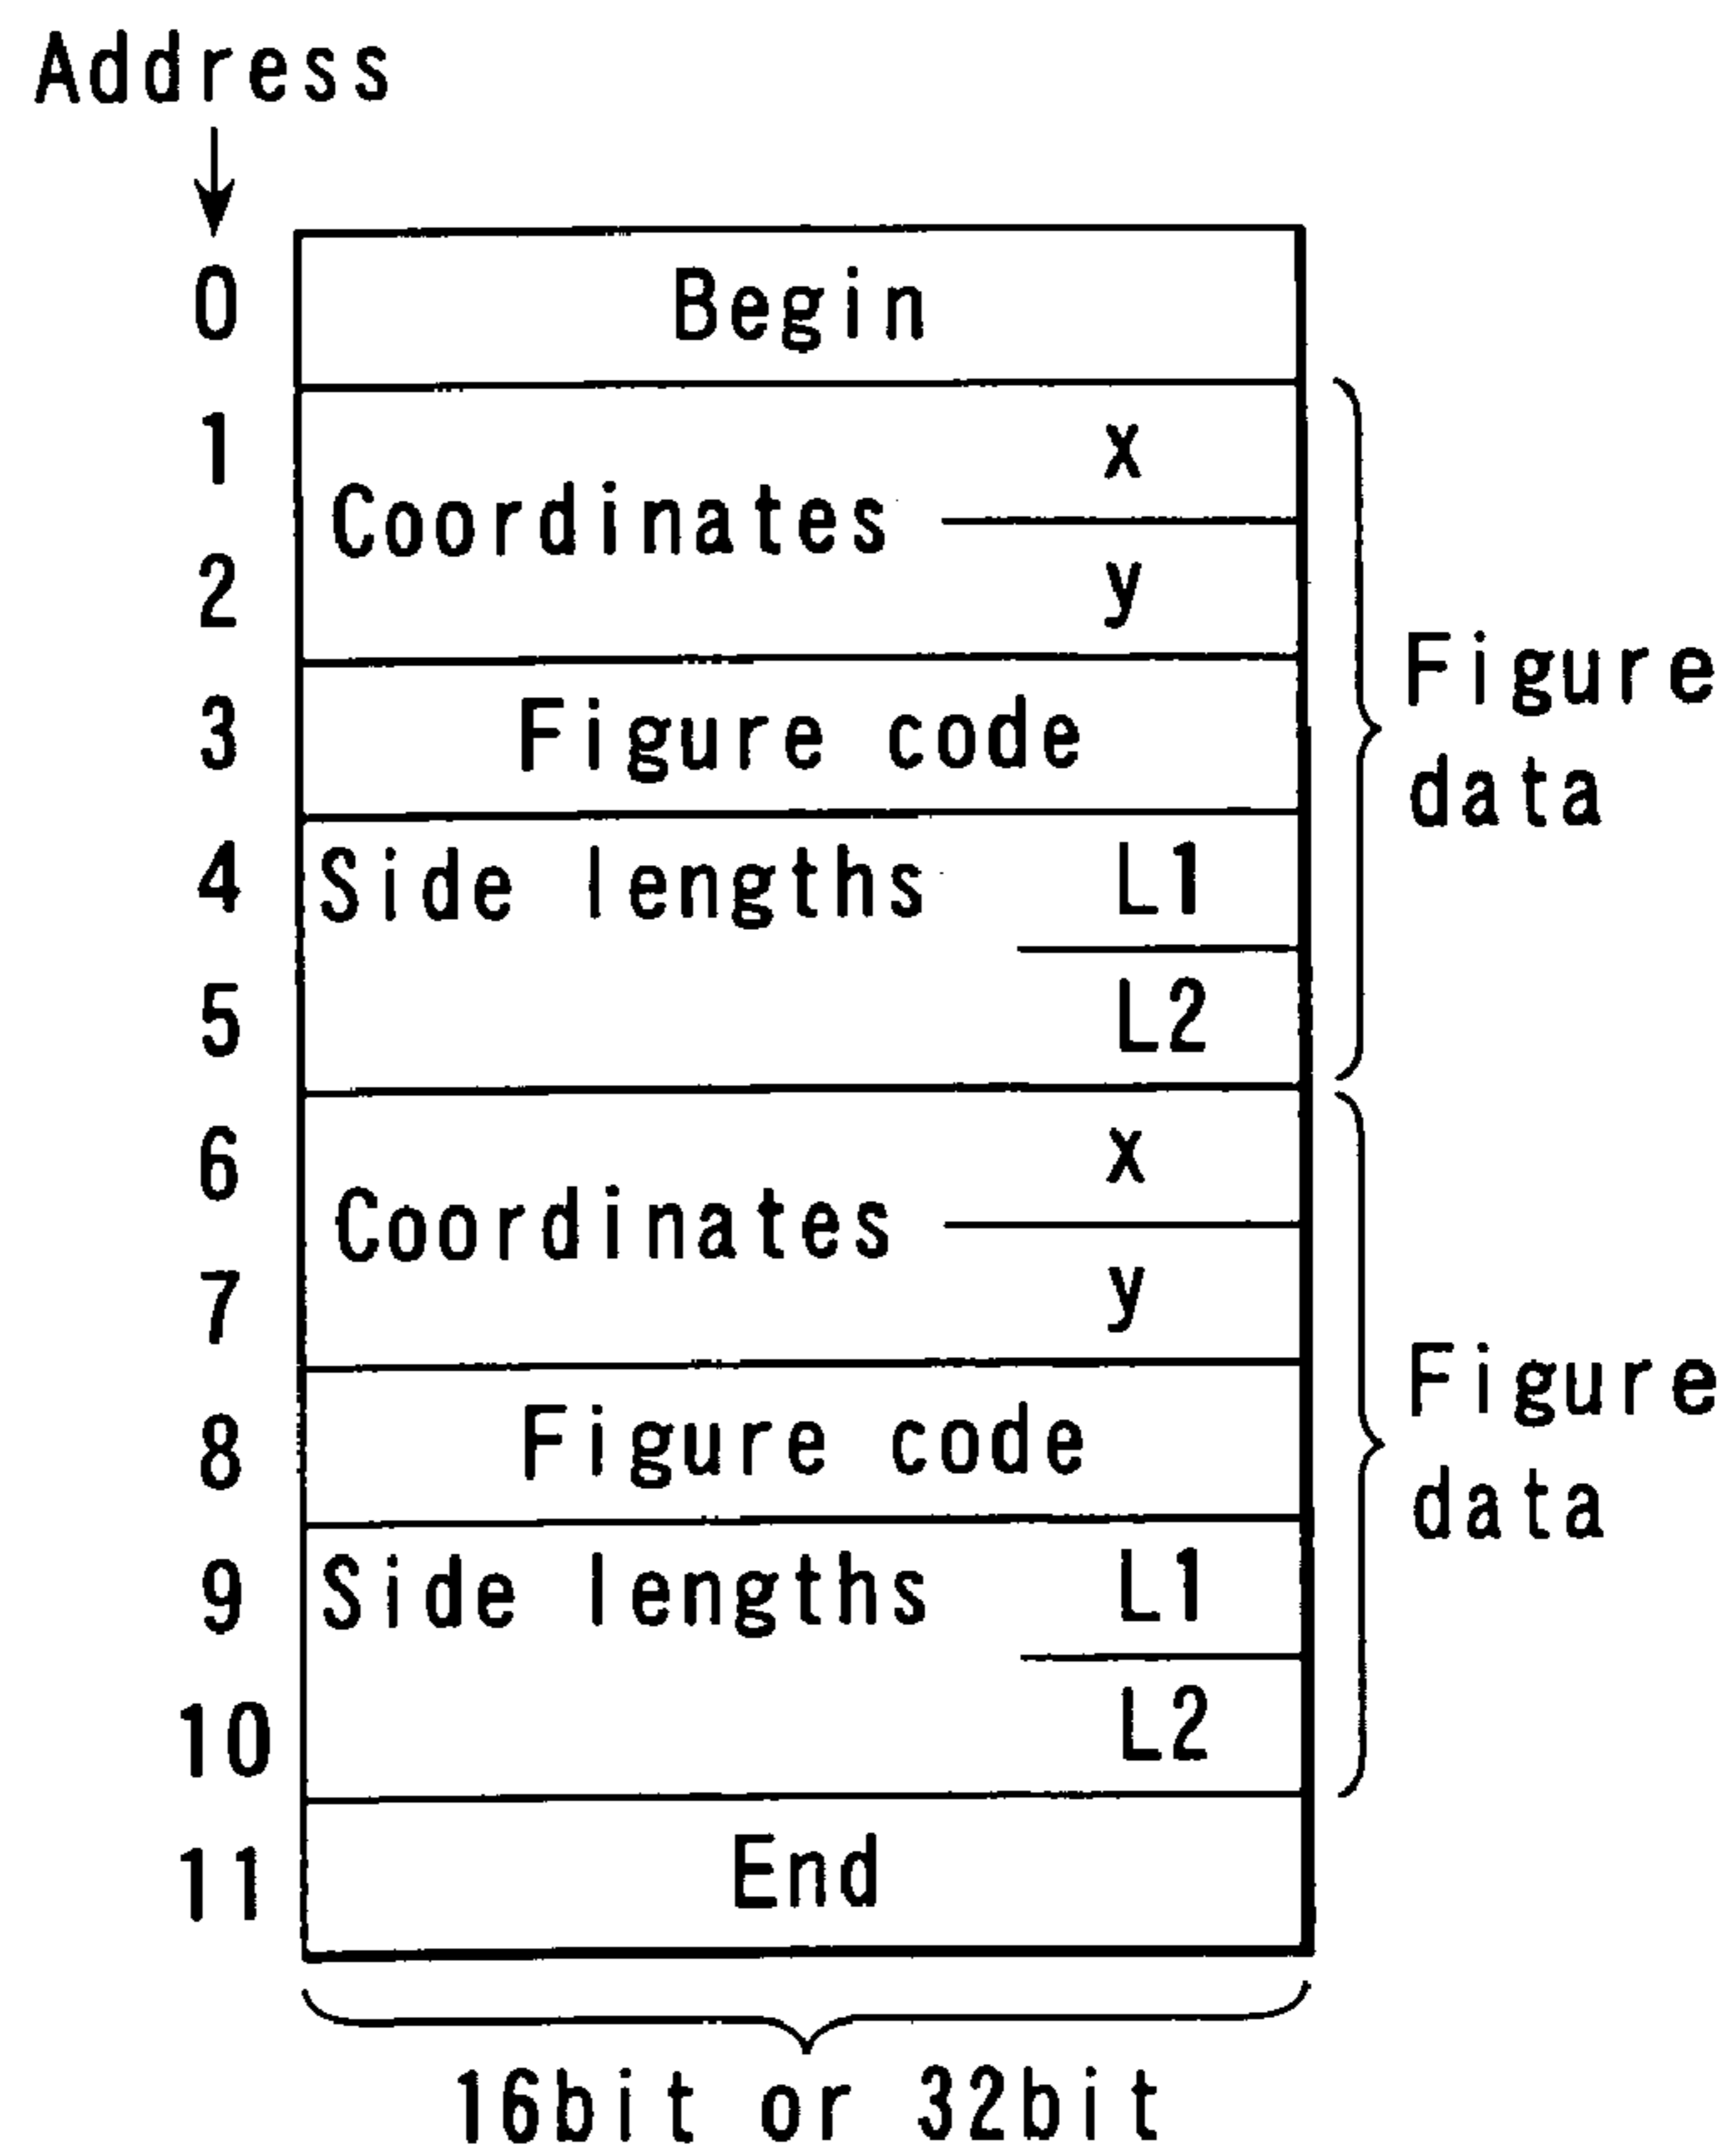 Address
0 Begin
1 x
Coordinates
2 y
3 Figure code
Figure
data
4 Side lengths L1
5 L2
6 x
Coordinates
7 y
8 Figure code
Figure
data
9 Side lengths L1
10 L2
11 End
16bit or 32bit